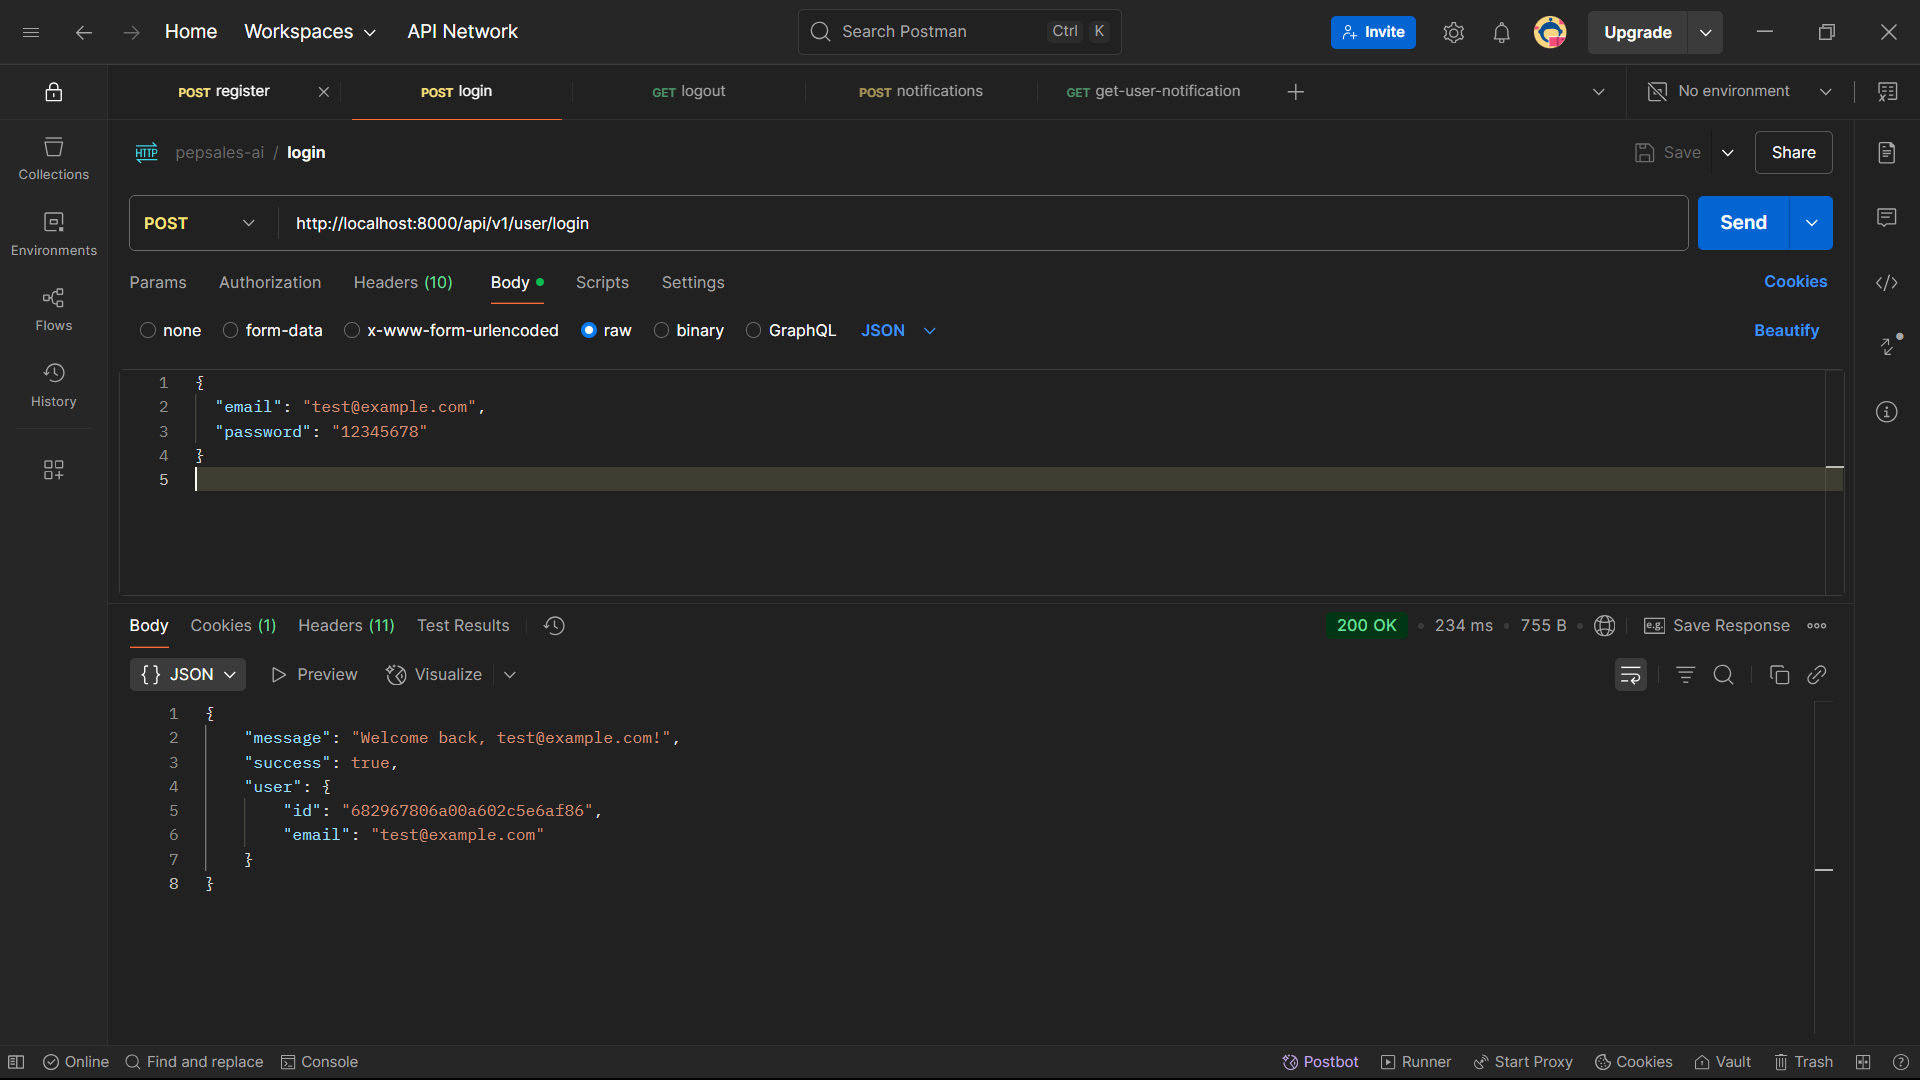 Home Workspaces API Network Search Postman Ctrl K Invite Upgrade
POST register POST login GET logout POST notifications GET get-user-notification No environment
HTTP pepsales-ai / login Save Share
POST http://localhost:8000/api/v1/user/login Send
Params Authorization Headers (10) Body Scripts Settings Cookies
none form-data x-www-form-urlencoded raw binary GraphQL JSON Beautify
1 {
2 "email": "test@example.com",
3 "password": "12345678"
4 }
5
Collections
Environments
Flows
History
Body Cookies (1) Headers (11) Test Results 200 OK • 234 ms • 755 B • e.g. Save Response
{} JSON Preview Visualize
1 {
2 "message": "Welcome back, test@example.com!",
3 "success": true,
4 "user": {
5 "id": "682967806a00a602c5e6af86",
6 "email": "test@example.com"
7 }
8 }
Online Find and replace Console Postbot Runner Start Proxy Cookies Vault Trash